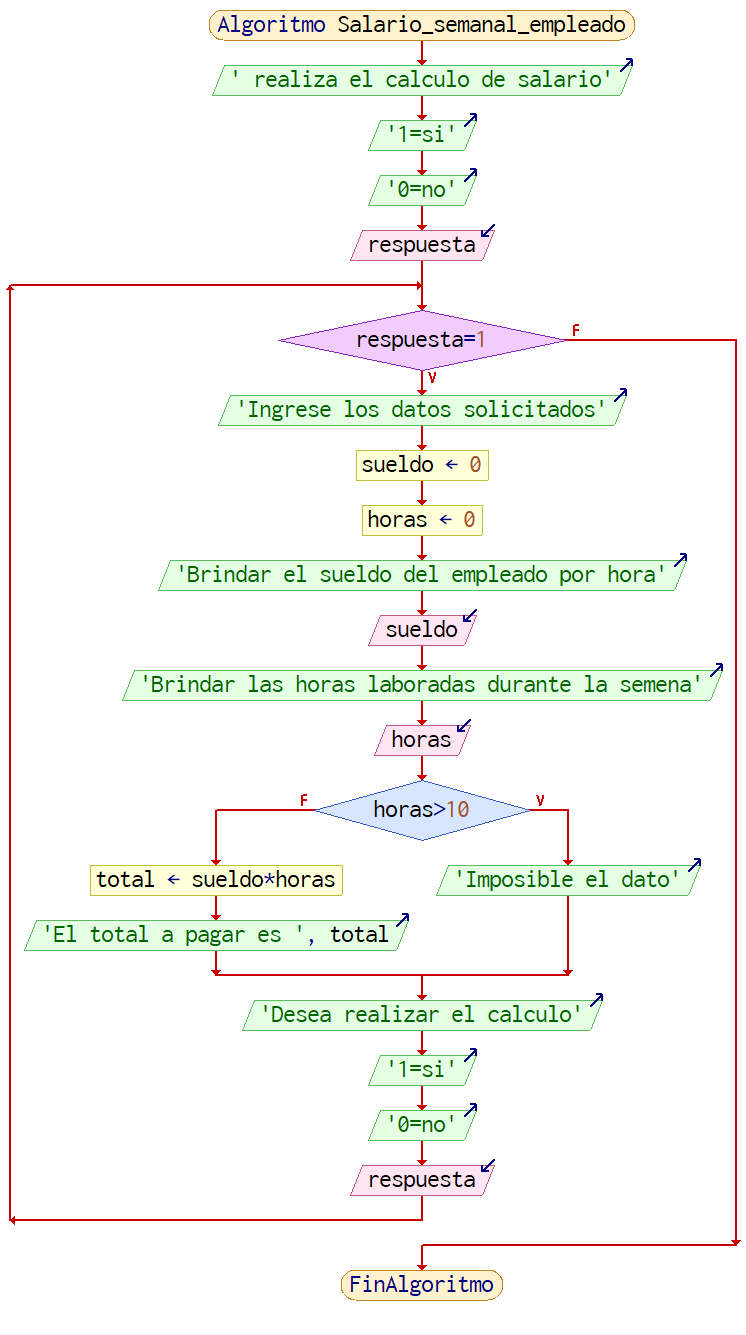 Algoritmo Salario_semanal_empleado
' realiza el calculo de salario'
'1=si'
'0=no'
respuesta
respuesta=1
F
V
'Ingrese los datos solicitados'
sueldo ← 0
horas ← 0
'Brindar el sueldo del empleado por hora'
sueldo
'Brindar las horas laboradas durante la semena'
horas
F
V
horas>10
total ← sueldo*horas
'Imposible el dato'
'El total a pagar es ', total
'Desea realizar el calculo'
'1=si'
'0=no'
respuesta
FinAlgoritmo